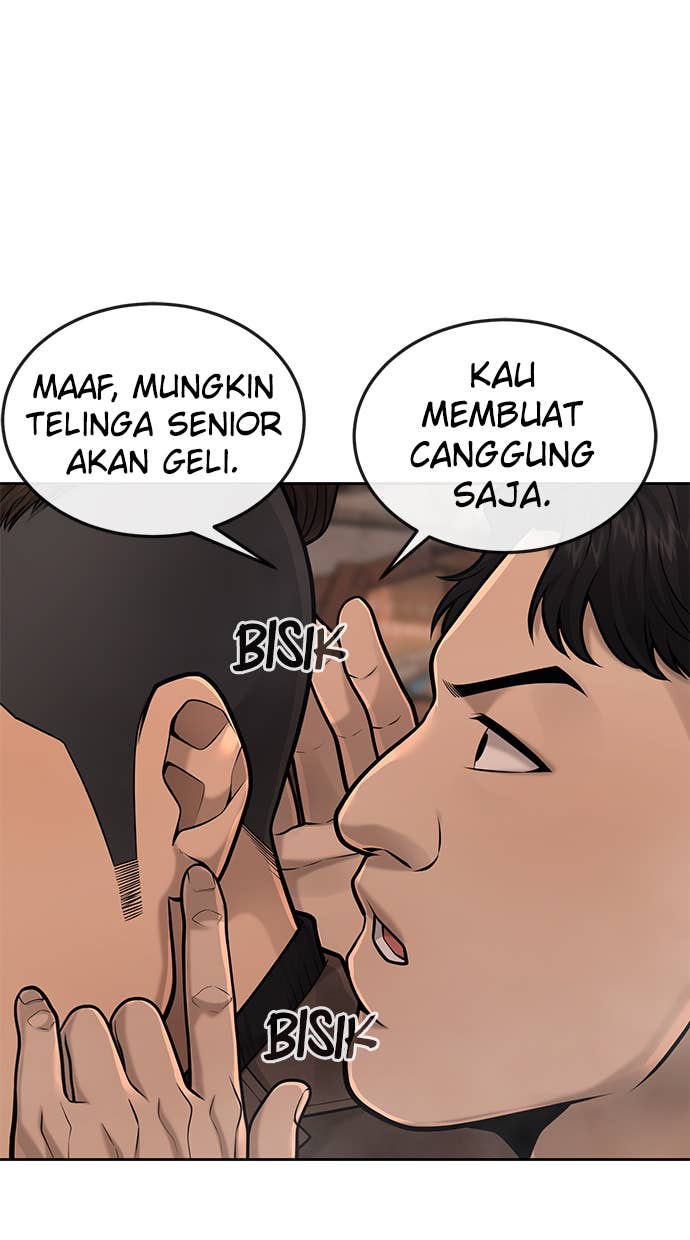 MAAF, MUNGKIN
TELINGA SENIOR
AKAN GELI.
KAU
MEMBUAT
CANGGUNG
SAJA.
BISIK
BISIK